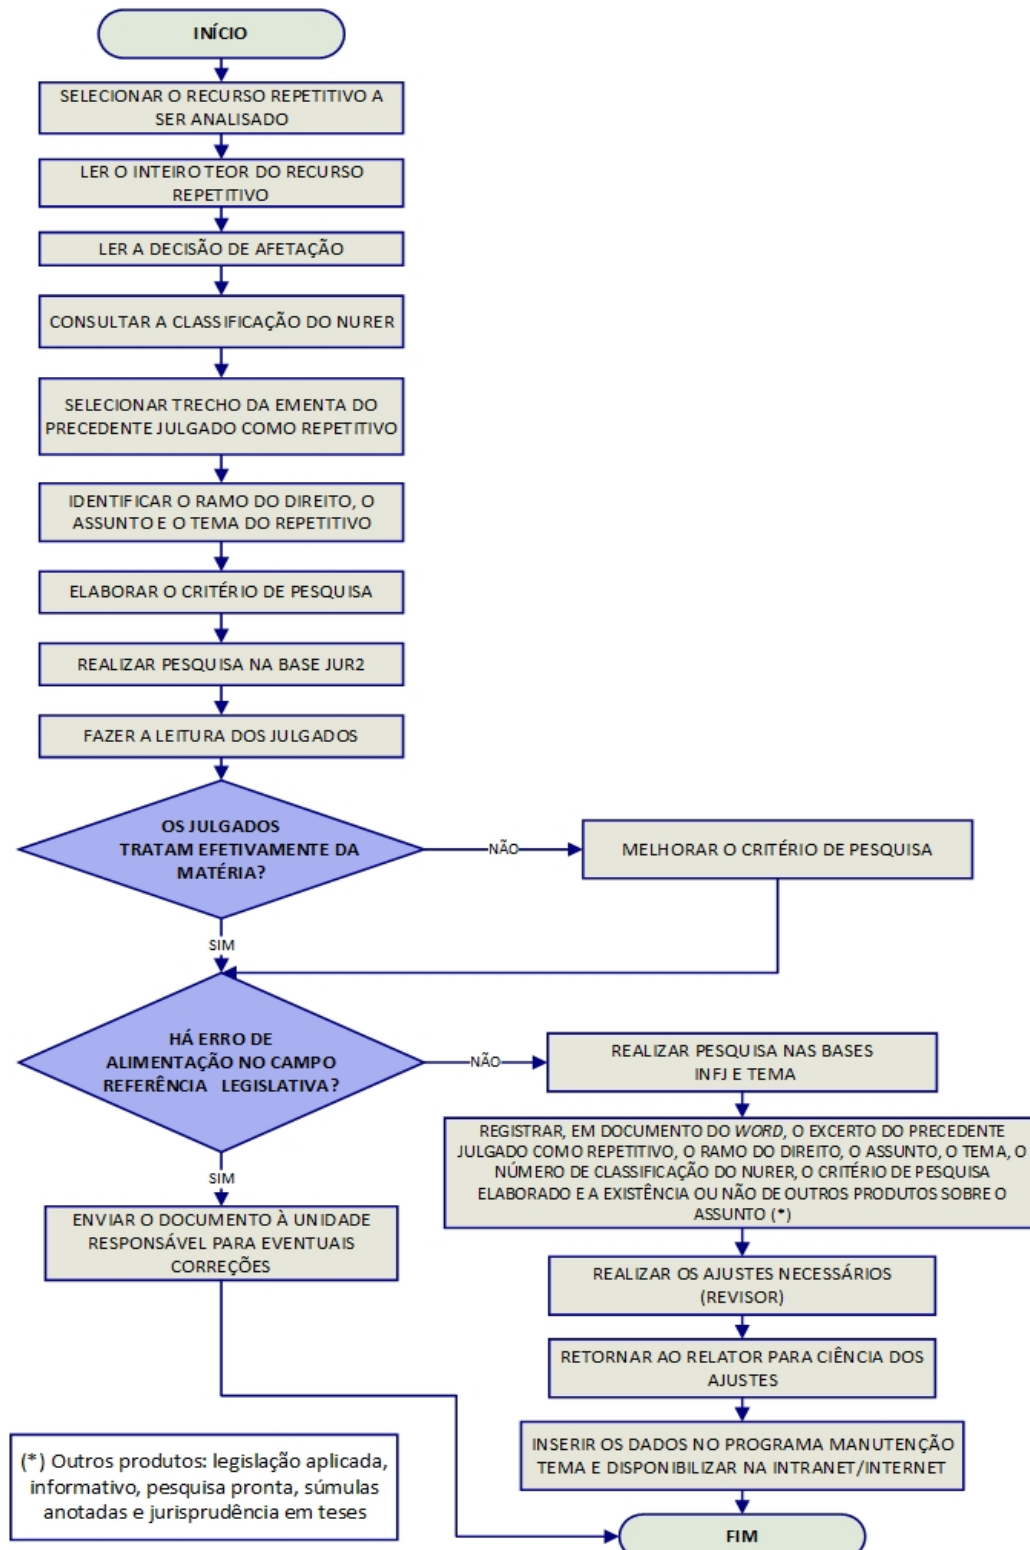 INÍCIO
SELECIONAR O RECURSO REPETITIVO A
SER ANALISADO
LER O INTEIRO TEOR DO RECURSO
REPETITIVO
LER A DECISÃO DE AFETAÇÃO
CONSULTAR A CLASSIFICAÇÃO DO NURER
SELECIONAR TRECHO DA EMENTA DO
PRECEDENTE JULGADO COMO REPETITIVO
IDENTIFICAR O RAMO DO DIREITO, O
ASSUNTO E O TEMA DO REPETITIVO
ELABORAR O CRITÉRIO DE PESQUISA
REALIZAR PESQUISA NA BASE JUR2
FAZER A LEITURA DOS JULGADOS
OS JULGADOS
TRATAM EFETIVAMENTE DA
MATÉRIA?
NÃO
MELHORAR O CRITÉRIO DE PESQUISA
SIM
HÁ ERRO DE
ALIMENTAÇÃO NO CAMPO
REFERÊNCIA LEGISLATIVA?
NÃO
REALIZAR PESQUISA NAS BASES
INFJ E TEMA
REGISTRAR, EM DOCUMENTO DO WORD, O EXCERTO DO PRECEDENTE
JULGADO COMO REPETITIVO, O RAMO DO DIREITO, O ASSUNTO, O TEMA, O
NÚMERO DE CLASSIFICAÇÃO DO NURER, O CRITÉRIO DE PESQUISA
ELABORADO E A EXISTÊNCIA OU NÃO DE OUTROS PRODUTOS SOBRE O
ASSUNTO (*)
SIM
ENVIAR O DOCUMENTO À UNIDADE
RESPONSÁVEL PARA EVENTUAIS
CORREÇÕES
REALIZAR OS AJUSTES NECESSÁRIOS
(REVISOR)
RETORNAR AO RELATOR PARA CIÊNCIA DOS
AJUSTES
INSERIR OS DADOS NO PROGRAMA MANUTENÇÃO
TEMA E DISPONIBILIZAR NA INTRANET/INTERNET
(*) Outros produtos: legislação aplicada,
informativo, pesquisa pronta, súmulas
anotadas e jurisprudência em teses
FIM